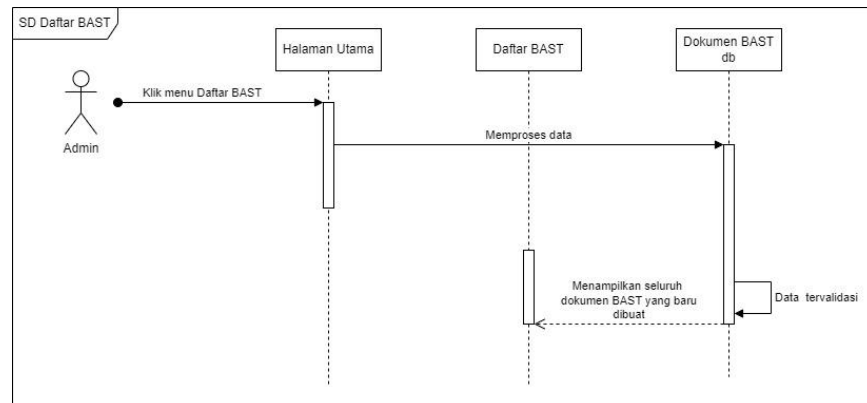 SD Daftar BAST
Halaman Utama
Daftar BAST
Dokumen BAST
db
Klik menu Daftar BAST
Admin
Memproses data
Menampilkan seluruh
dokumen BAST yang baru
dibuat
Data tervalidasi